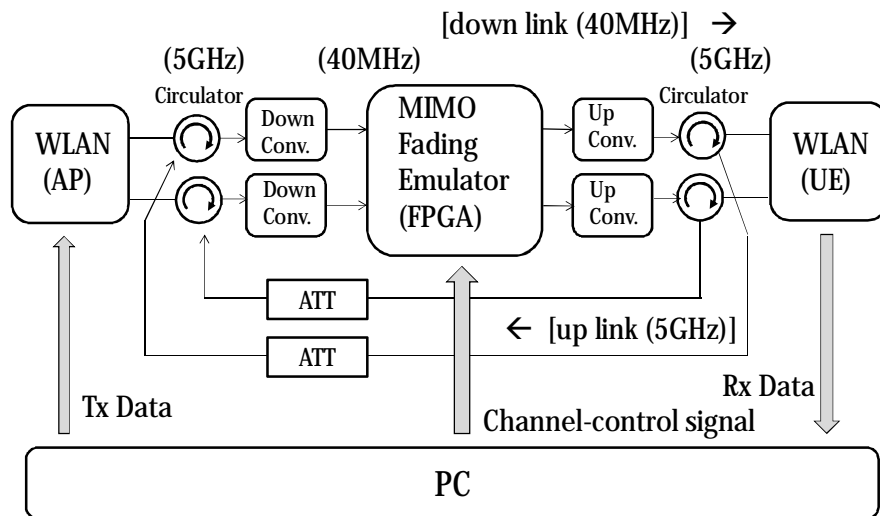 [down link (40MHz)] →
(5GHz)
(40MHz)
(5GHz)
Circulator
Circulator
WLAN
(AP)
Down
Conv.
Down
Conv.
MIMO
Fading
Emulator
(FPGA)
Up
Conv.
Up
Conv.
WLAN
(UE)
ATT
ATT
← [up link (5GHz)]
Tx Data
Channel-control signal
Rx Data
PC